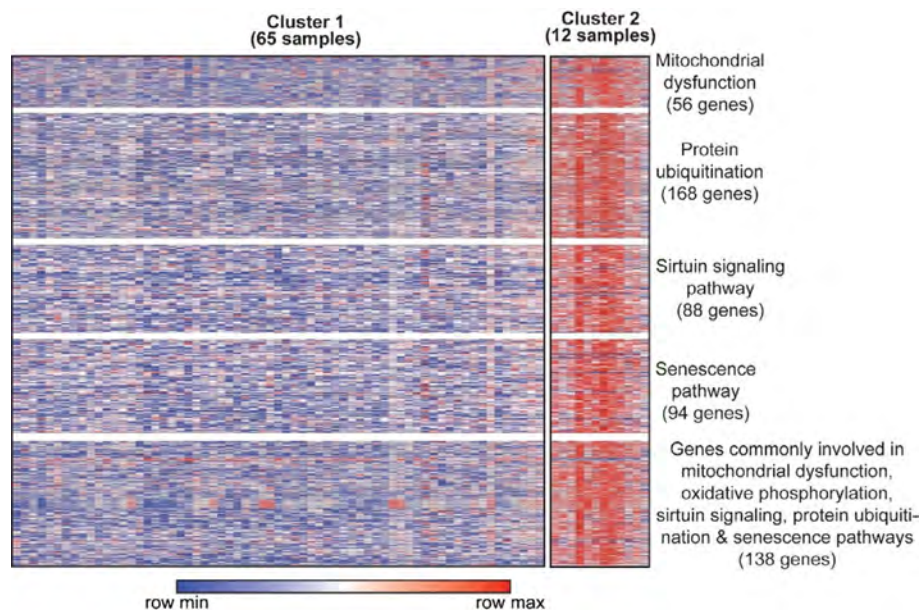 Cluster 1
(65 samples)
Cluster 2
(12 samples)
Mitochondrial
dysfunction
(56 genes)
Protein
ubiquitination
(168 genes)
Sirtuin signaling
pathway
(88 genes)
Senescence
pathway
(94 genes)
Genes commonly involved in
mitochondrial dysfunction,
oxidative phosphorylation,
sirtuin signaling, protein ubiquiti–
nation & senescence pathways
(138 genes)
row min
row max